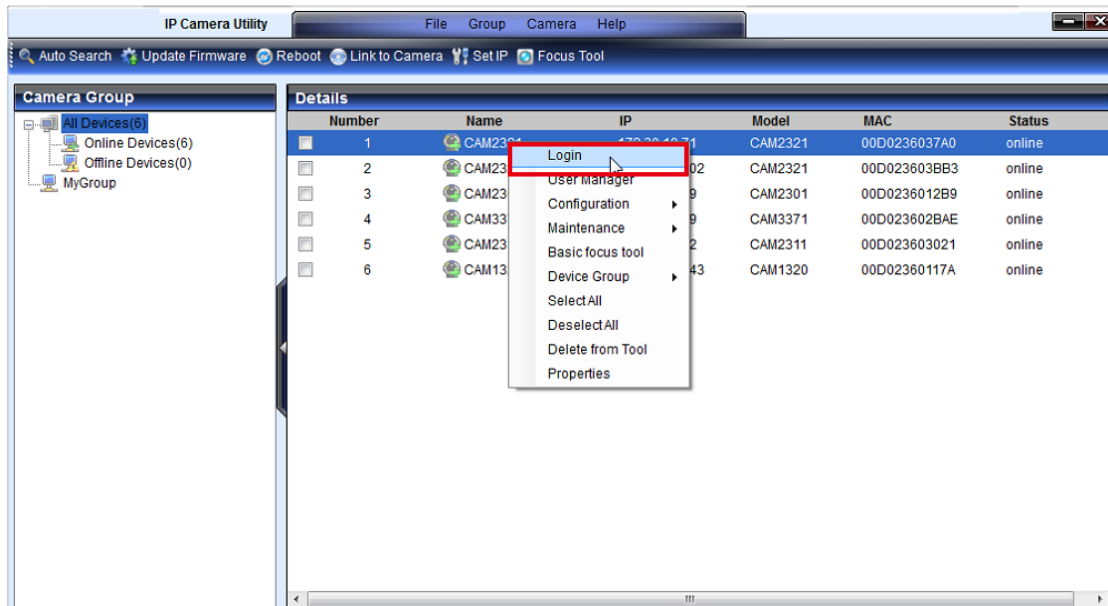 IP Camera Utility File Group Camera Help
Auto Search Update Firmware Reboot Link to Camera Set IP Focus Tool
Camera Group
All Devices(6)
Online Devices(6)
Offline Devices(0)
MyGroup
Details
Number Name IP Model MAC Status
1 CAM2321 CAM2321 00D0236037A0 online
2 CAM23 02 CAM2321 00D023603BB3 online
3 CAM23 9 CAM2301 00D0236012B9 online
4 CAM33 9 CAM3371 00D023602BAE online
5 CAM23 2 CAM2311 00D023603021 online
6 CAM13 43 CAM1320 00D02360117A online
Login
User Manager
Configuration
Maintenance
Basic focus tool
Device Group
Select All
Deselect All
Delete from Tool
Properties